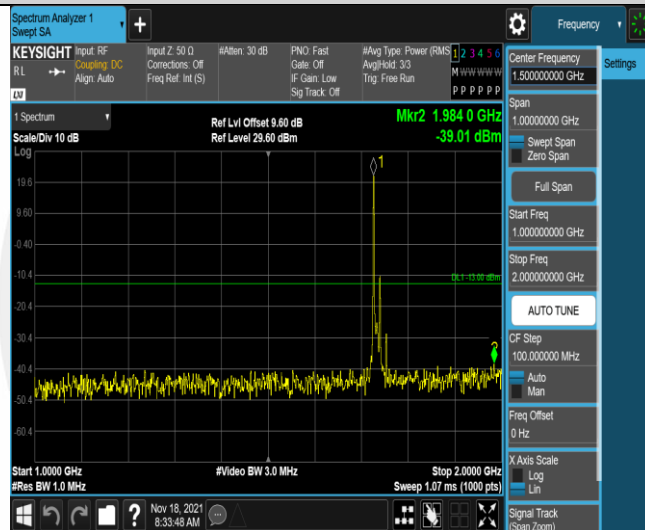 Spectrum Analyzer 1
Swept SA
Frequency
KEYSIGHT
RL
LXI
Input: RF
Coupling: DC
Align: Auto
Input Z: 50 Ω
Corrections: Off
Freq Ref: Int (S)
#Atten: 30 dB
PNO: Fast
Gate: Off
IF Gain: Low
Sig Track: Off
#Avg Type: Power (RMS
Avg|Hold: 3/3
Trig: Free Run
1 2 3 4 5 6
M W W W W W
P P P P P P
1 Spectrum
Scale/Div 10 dB
Log
Ref Lvl Offset 9.60 dB
Ref Level 29.60 dBm
Mkr2 1.984 0 GHz
-39.01 dBm
1
19.6
9.60
-0.40
-10.4
DL1 -13.00 dBm
-20.4
-30.4
2
-40.4
-50.4
-60.4
Start 1.0000 GHz
#Res BW 1.0 MHz
#Video BW 3.0 MHz
Stop 2.0000 GHz
Sweep 1.07 ms (1000 pts)
?
Nov 18, 2021
8:33:48 AM
Center Frequency
1.500000000 GHz
Settings
Span
1.00000000 GHz
Swept Span
Zero Span
Full Span
Start Freq
1.000000000 GHz
Stop Freq
2.000000000 GHz
AUTO TUNE
CF Step
100.000000 MHz
Auto
Man
Freq Offset
0 Hz
X Axis Scale
Log
Lin
Signal Track
(Span Zoom)